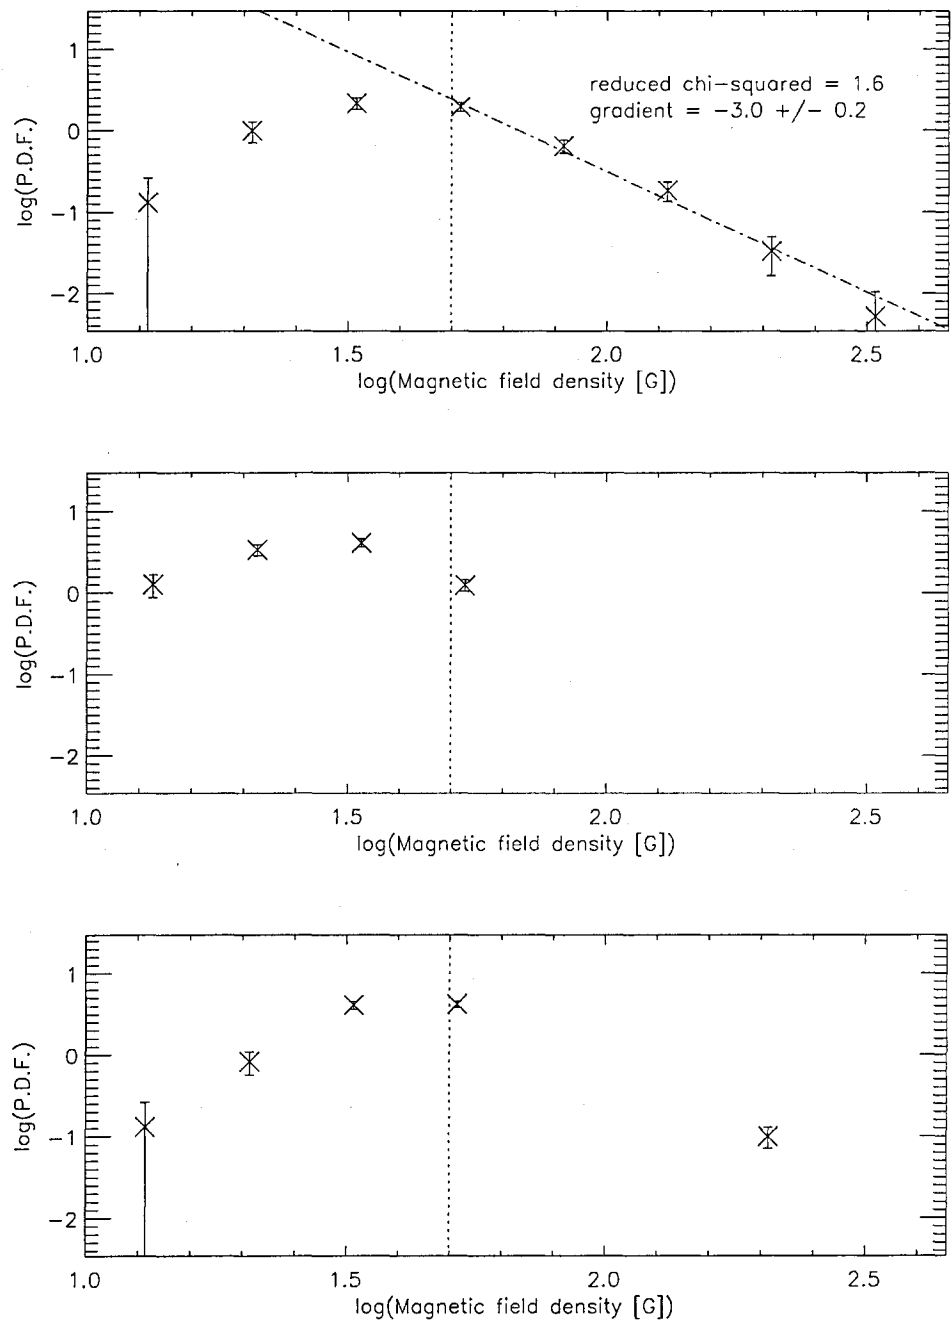 1
0
−1
−2
log(P.D.F.)
reduced chi−squared = 1.6
gradient = −3.0 +/− 0.2
1.0 1.5 2.0 2.5
log(Magnetic field density [G])
1
0
−1
−2
log(P.D.F.)
1.0 1.5 2.0 2.5
log(Magnetic field density [G])
1
0
−1
−2
log(P.D.F.)
1.0 1.5 2.0 2.5
log(Magnetic field density [G])